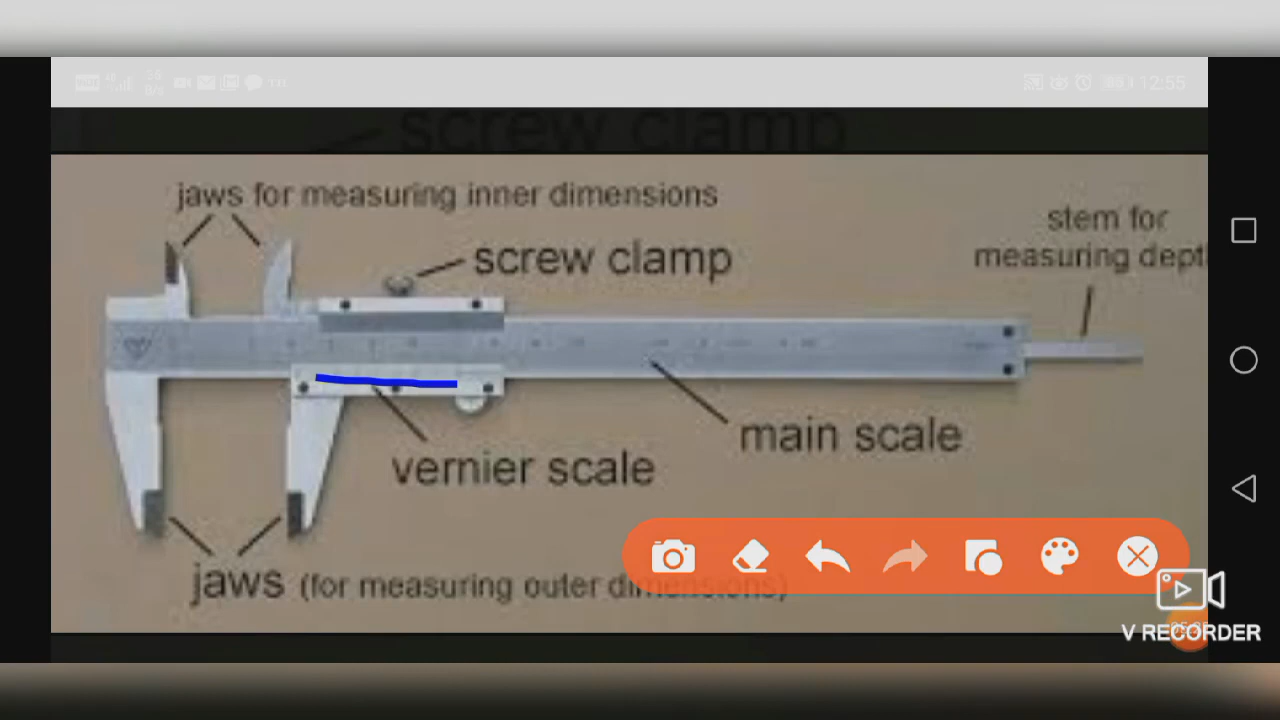 12:55
screw clamp
jaws for measuring inner dimensions
stem for
measuring dept
screw clamp
main scale
vernier scale
jaws (for measuring outer dimensions)
V RECORDER